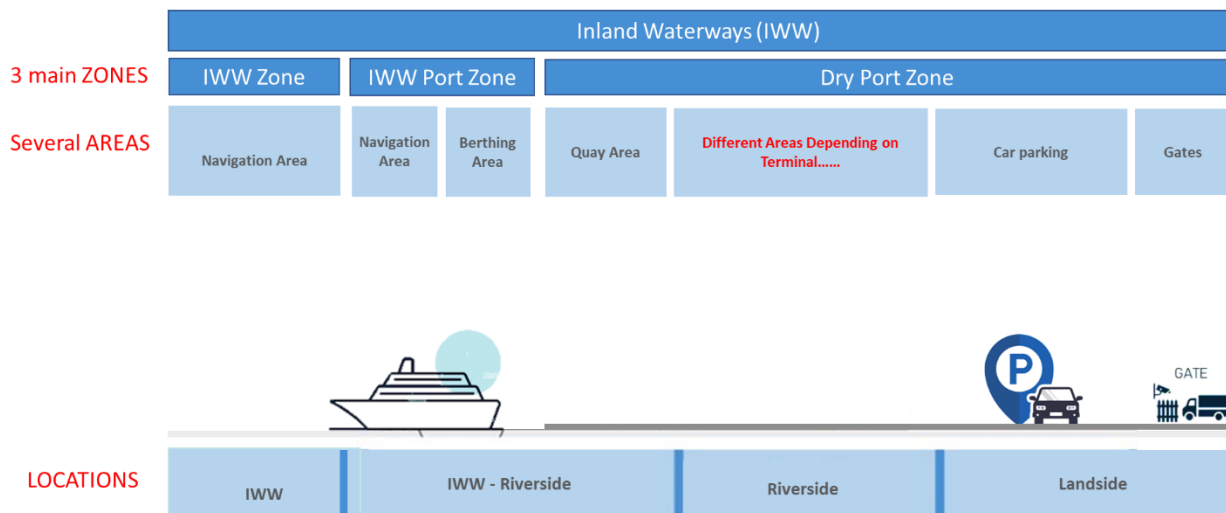 Inland Waterways (IWW)
3 main ZONES
IWW Zone
IWW Port Zone
Dry Port Zone
Several AREAS
Navigation Area
Navigation
Area
Berthing
Area
Quay Area
Different Areas Depending on
Terminal......
Car parking
Gates
P
GATE
LOCATIONS
IWW
IWW - Riverside
Riverside
Landside